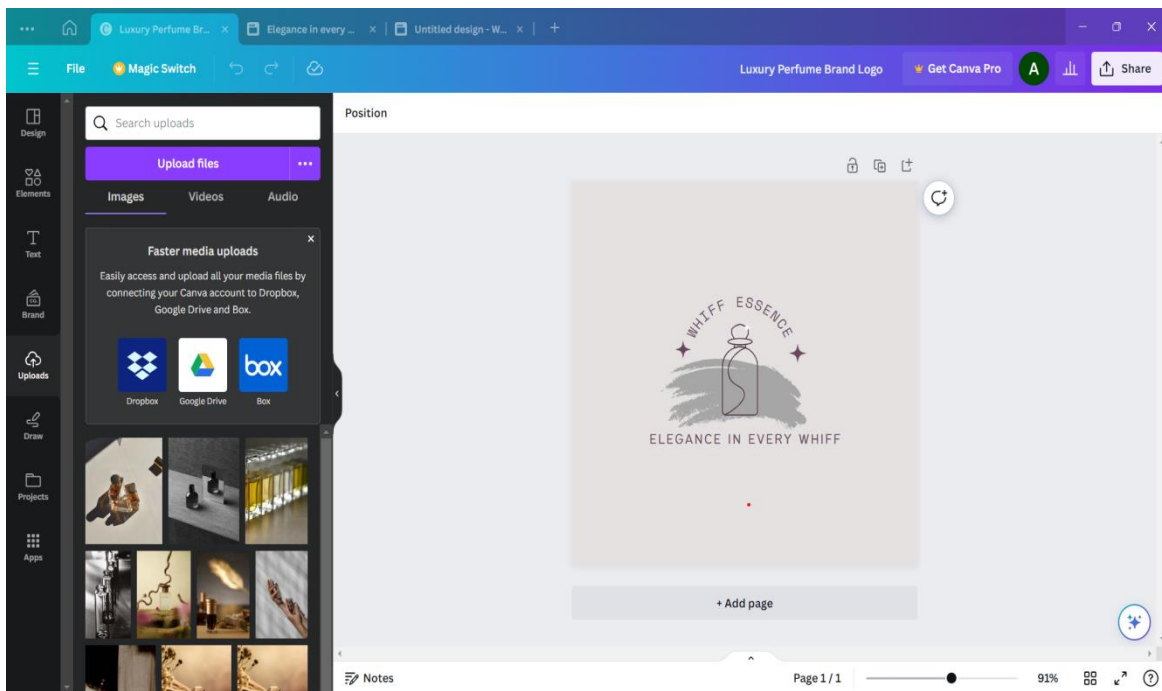 Luxury Perfume Br...
Elegance in every ...
Untitled design - W...
File
Magic Switch
Luxury Perfume Brand Logo
Get Canva Pro
A
Share
Design
Elements
Text
Brand
Uploads
Draw
Projects
Apps
Search uploads
Upload files
Images Videos Audio
Faster media uploads
Easily access and upload all your media files by
connecting your Canva account to Dropbox,
Google Drive and Box.
box
Dropbox Google Drive Box
Position
WHIFF ESSENCE
ELEGANCE IN EVERY WHIFF
+ Add page
Notes
Page 1 / 1
91%